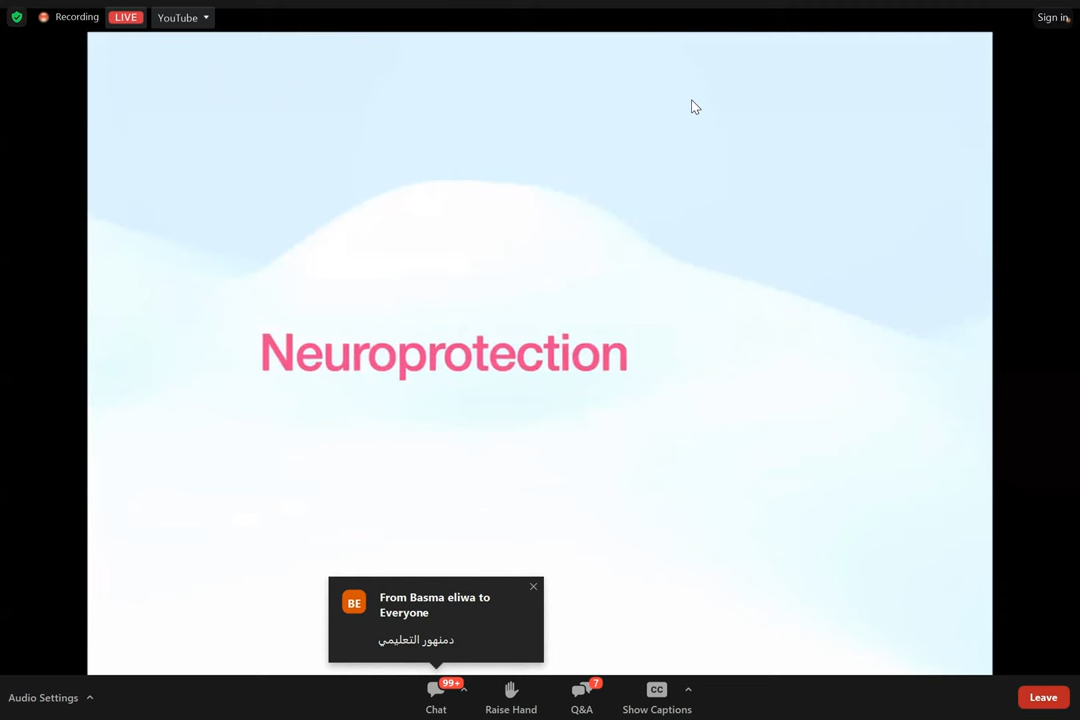 Recording
LIVE
YouTube
Sign in
Neuroprotection
BE
From Basma eliwa to
Everyone
دمنهور التعليمي
Audio Settings
99+
Chat
Raise Hand
7
Q&A
CC
Show Captions
Leave